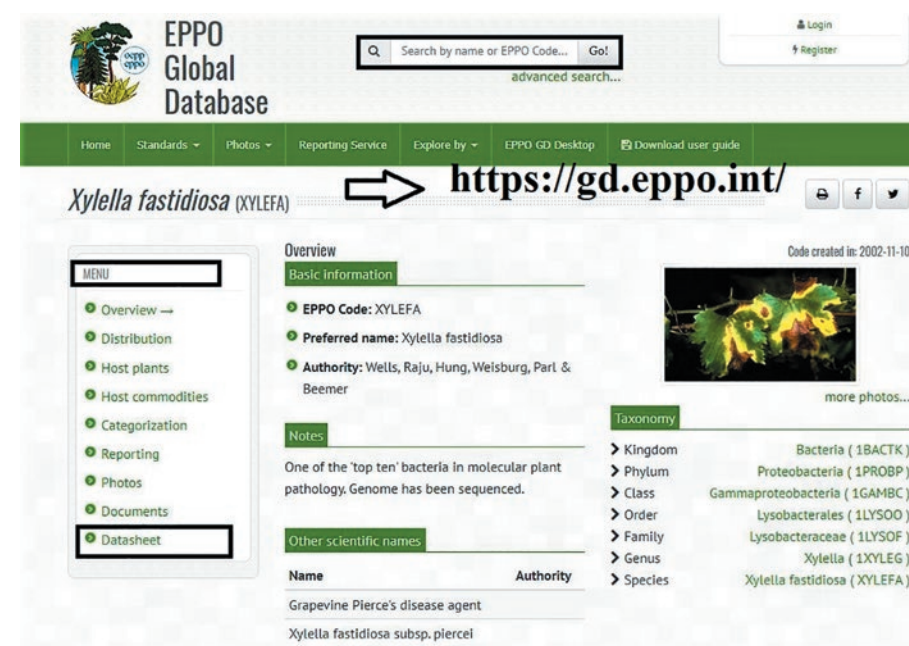 EPPO
Global
Database
eppo
oepp
Search by name or EPPO Code... Go!
advanced search...
Login
Register
Home Standards Photos Reporting Service Explore by EPPO GD Desktop Download user guide
https://gd.eppo.int/
Xylella fastidiosa (XYLEFA)
MENU
Overview
Distribution
Host plants
Host commodities
Categorization
Reporting
Photos
Documents
Datasheet
Overview
Basic information
EPPO Code: XYLEFA
Preferred name: Xylella fastidiosa
Authority: Wells, Raju, Hung, Weisburg, Parl &
Beemer
Notes
One of the 'top ten' bacteria in molecular plant
pathology. Genome has been sequenced.
Other scientific names
Name Authority
Grapevine Pierce's disease agent
Xylella fastidiosa subsp. piercei
Code created in: 2002-11-10
more photos...
Taxonomy
Kingdom Bacteria ( 1BACTK )
Phylum Proteobacteria ( 1PROBP )
Class Gammaproteobacteria ( 1GAMBC )
Order Lysobacterales ( 1LYSOO )
Family Lysobacteraceae ( 1LYSOF )
Genus Xylella ( 1XYLEG )
Species Xylella fastidiosa ( XYLEFA )